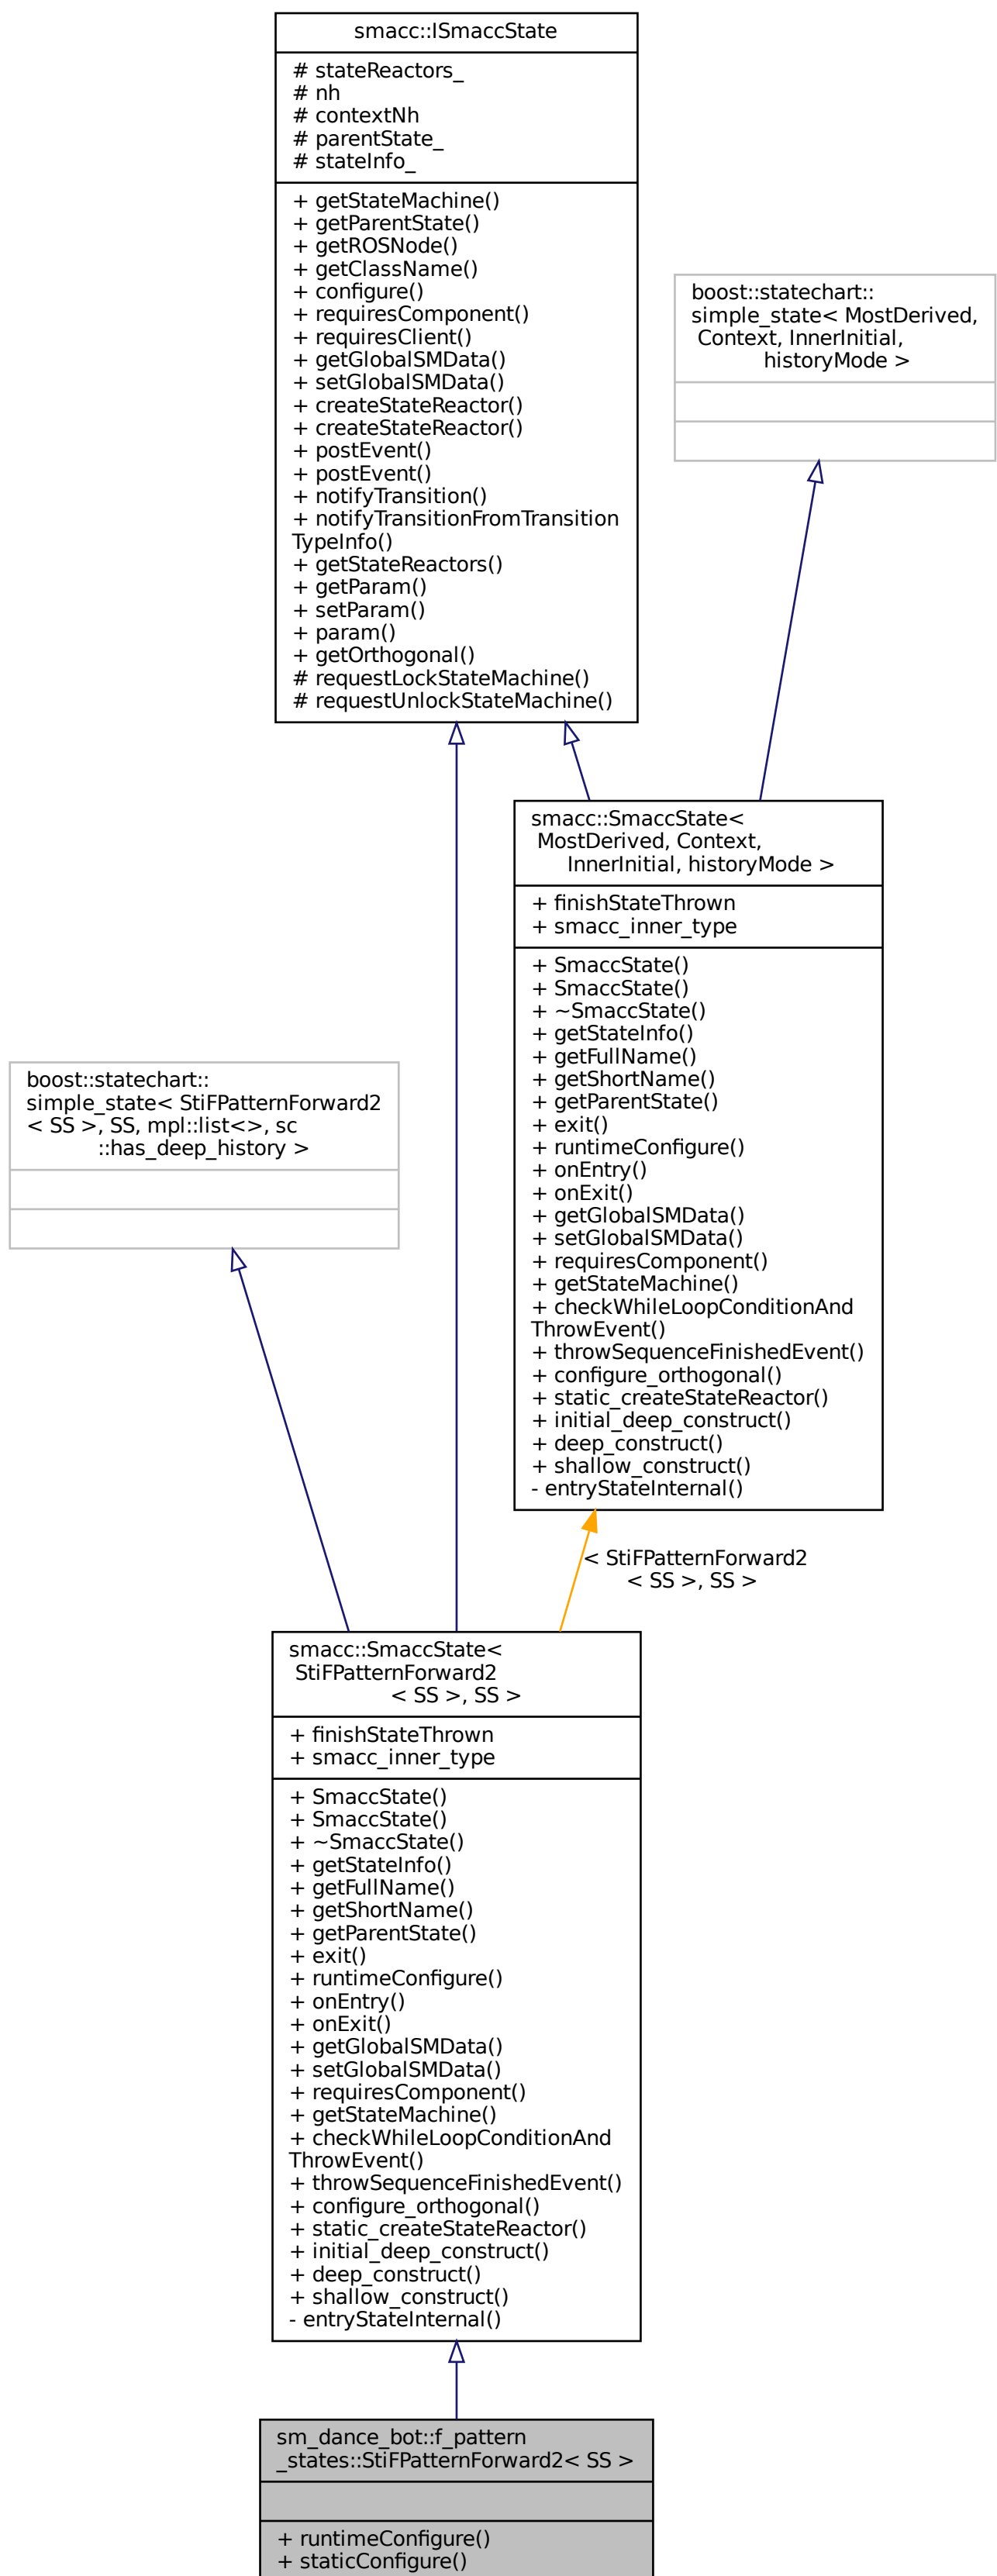 smacc::ISmaccState
# stateReactors_
# nh
# contextNh
# parentState_
# stateInfo_
+ getStateMachine()
+ getParentState()
+ getROSNode()
+ getClassName()
+ configure()
+ requiresComponent()
+ requiresClient()
+ getGlobalSMData()
+ setGlobalSMData()
+ createStateReactor()
+ createStateReactor()
+ postEvent()
+ postEvent()
+ notifyTransition()
+ notifyTransitionFromTransition
TypeInfo()
+ getStateReactors()
+ getParam()
+ setParam()
+ param()
+ getOrthogonal()
# requestLockStateMachine()
# requestUnlockStateMachine()
boost::statechart::
simple_state< MostDerived,
Context, InnerInitial,
historyMode >
smacc::SmaccState<
MostDerived, Context,
InnerInitial, historyMode >
+ finishStateThrown
+ smacc_inner_type
+ SmaccState()
+ SmaccState()
+ ~SmaccState()
+ getStateInfo()
+ getFullName()
+ getShortName()
+ getParentState()
+ exit()
+ runtimeConfigure()
+ onEntry()
+ onExit()
+ getGlobalSMData()
+ setGlobalSMData()
+ requiresComponent()
+ getStateMachine()
+ checkWhileLoopConditionAnd
ThrowEvent()
+ throwSequenceFinishedEvent()
+ configure_orthogonal()
+ static_createStateReactor()
+ initial_deep_construct()
+ deep_construct()
+ shallow_construct()
- entryStateInternal()
boost::statechart::
simple_state< StiFPatternForward2
< SS >, SS, mpl::list<>, sc
::has_deep_history >
< StiFPatternForward2
< SS >, SS >
smacc::SmaccState<
StiFPatternForward2
< SS >, SS >
+ finishStateThrown
+ smacc_inner_type
+ SmaccState()
+ SmaccState()
+ ~SmaccState()
+ getStateInfo()
+ getFullName()
+ getShortName()
+ getParentState()
+ exit()
+ runtimeConfigure()
+ onEntry()
+ onExit()
+ getGlobalSMData()
+ setGlobalSMData()
+ requiresComponent()
+ getStateMachine()
+ checkWhileLoopConditionAnd
ThrowEvent()
+ throwSequenceFinishedEvent()
+ configure_orthogonal()
+ static_createStateReactor()
+ initial_deep_construct()
+ deep_construct()
+ shallow_construct()
- entryStateInternal()
sm_dance_bot::f_pattern
_states::StiFPatternForward2< SS >
+ runtimeConfigure()
+ staticConfigure()